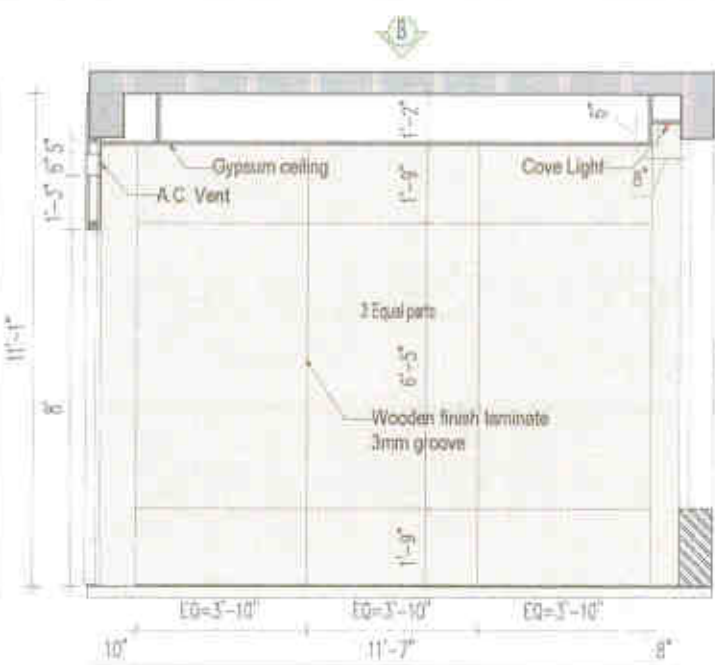 B
1'-2"
6"
Gypsum ceiling
Cove Light
8"
A.C. Vent
1'-9"
6'5"
1'-3"
11'-1"
8'
3 Equal parts
6'-5"
Wooden finish laminate
3mm groove
1'-9"
EQ=3'-10"
EQ=3'-10"
EQ=3'-10"
10"
11'-7"
8"